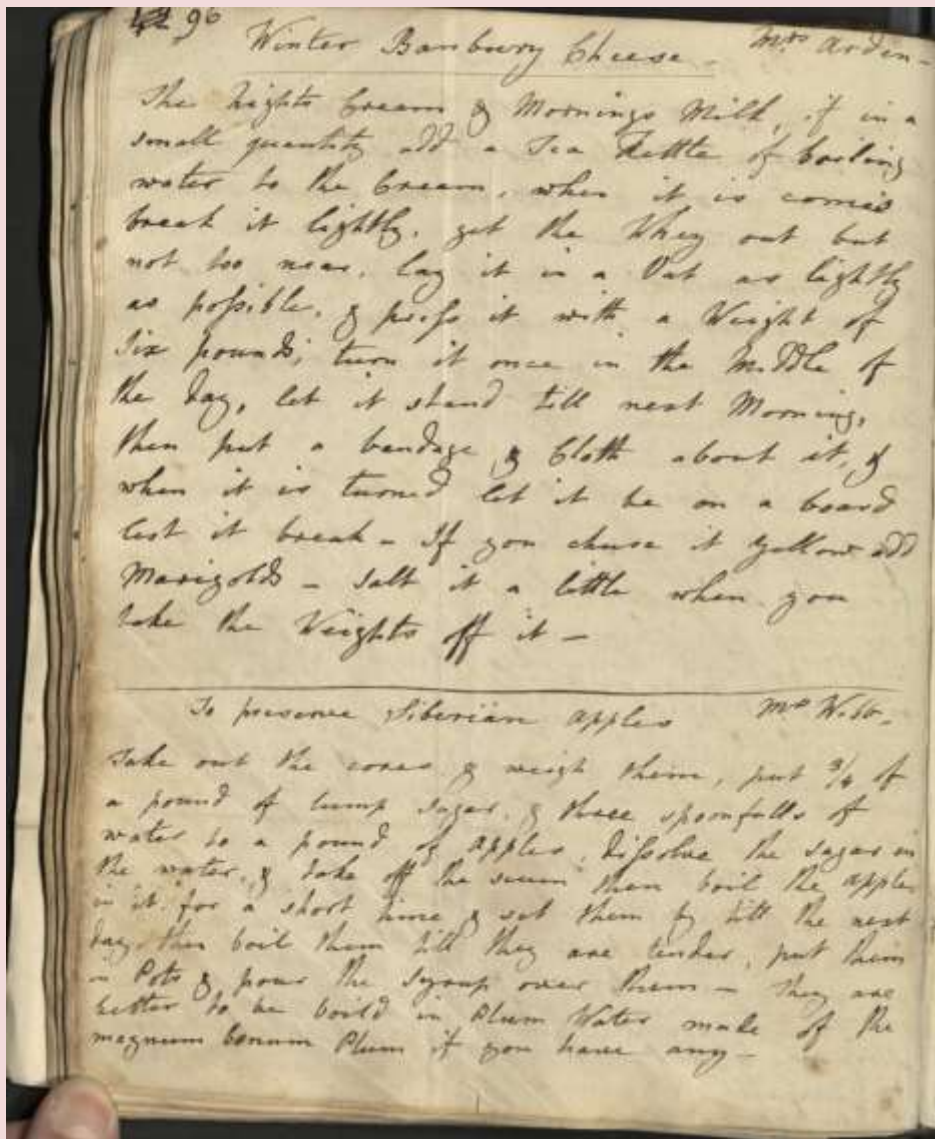 96
Winter Banbury Cheese - Mrs. Arden -
The Nights Cream & Mornings Milk, if in a
small quantity add a Tea Kettle of boiling
water to the Cream, when it is comes
break it lightly, get the Whey out but
not too near. lay it in a Vat as lightly
as possible, & press it with a Weight of
Six pounds; turn it once in the Middle of
the day, let it stand till next Morning,
then put a bandage & Cloth about it, &
when it is turned let it be on a board
lest it break - If you chuse it yellow add
Marigolds - Salt it a little when you
take the Weights off it -
To preserve Siberian apples Mrs
Take out the cores & weigh them, put 3/4 of
a pound of lump sugar, & three spoonfulls of
water to a pound of apples, dissolve the sugar in
the water, & take off the scum then boil the apples
in it for a short time & set them by till the next
day, then boil them till they are tender, put them
in Pots & pour the syrup over them - they are
better to be boild in Plum Water made of the
magnum bonum Plum if you have any -